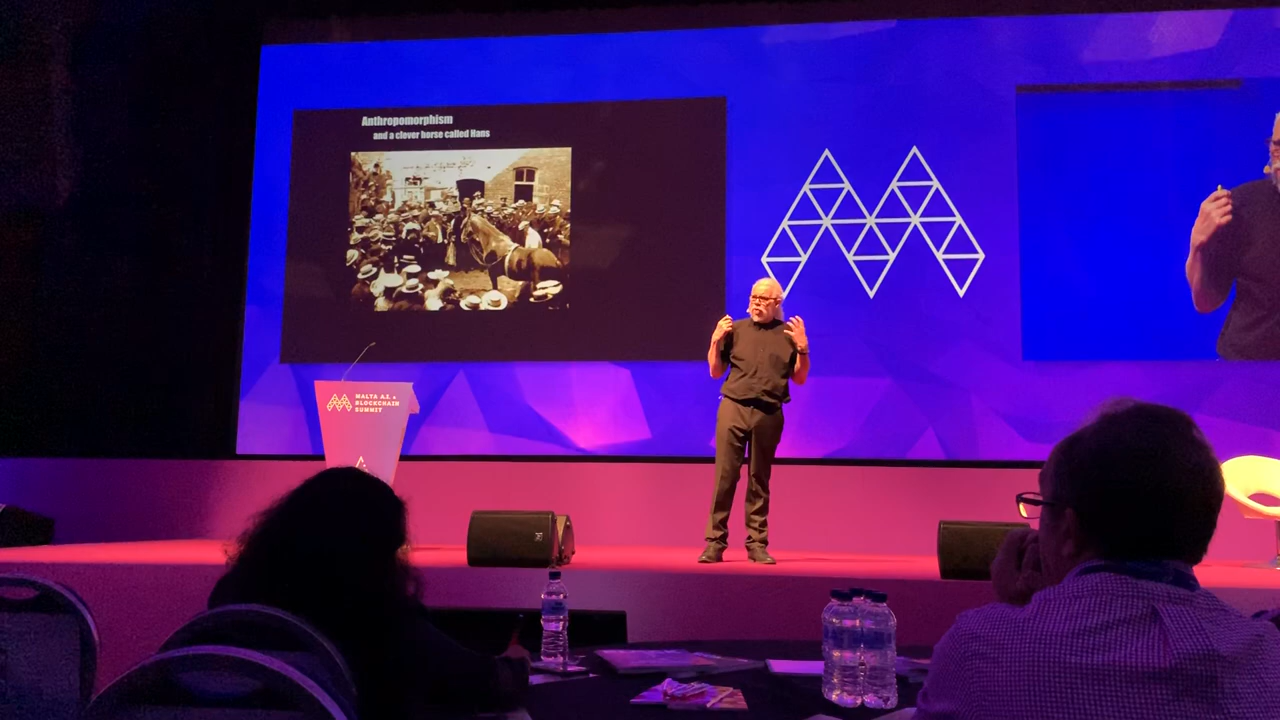 Anthropomorphism
and a clever horse called Hans
MALTA A.I. &
BLOCKCHAIN
SUMMIT